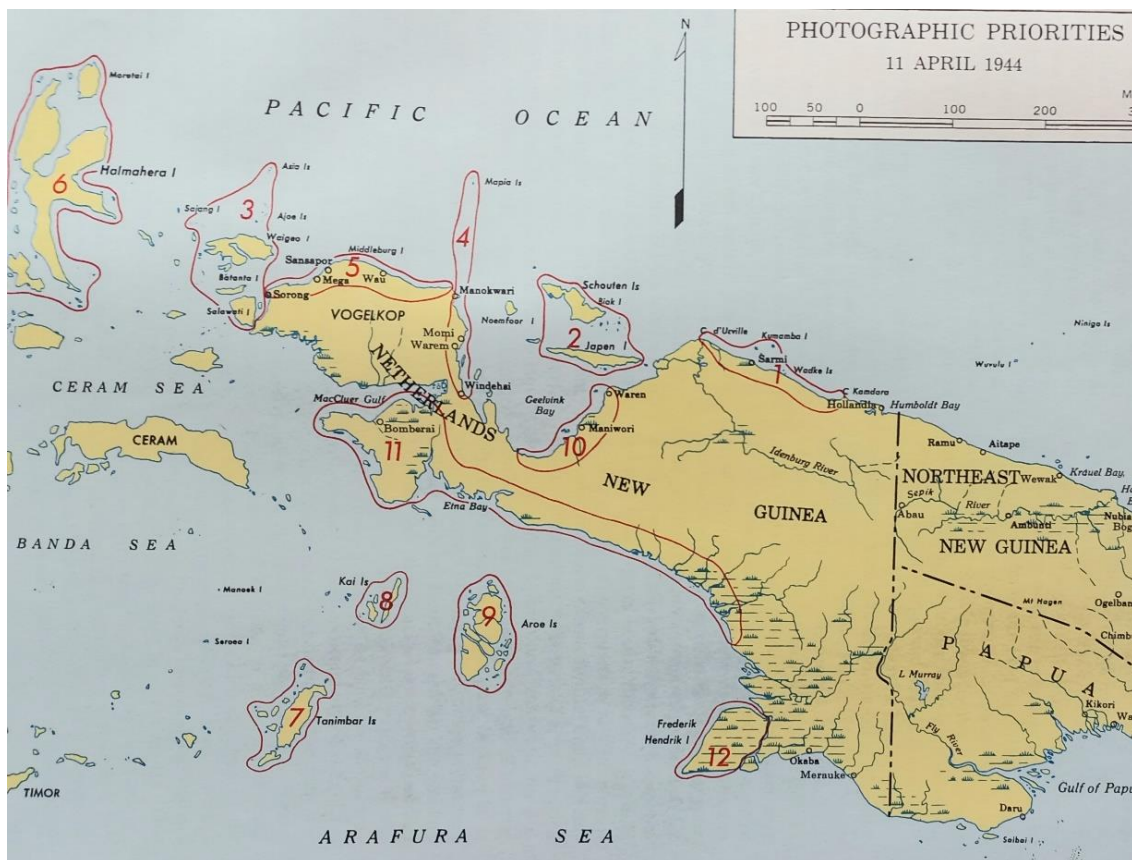 PHOTOGRAPHIC PRIORITIES
11 APRIL 1944
100 50 0 100 200
N
PACIFIC OCEAN
Morotai I
Halmahera I
6
Asia Is
Sajang I
3
Ajoe Is
Waigeo I
Batanta I
Salawati I
Mapia Is
4
Middleburg I
Sansapor
5
Mega
Wau
Sorong
Manokwari
VOGELKOP
Noemfoor I
Momi
Warem
Windehsi
Schouten Is
Biak I
2
Japen I
C d'Urville
Kumamba I
Sarmi
1
Wadke Is
C Kamdara
Hollandia
Humboldt Bay
Ninigo Is
Wuvulu I
CERAM SEA
CERAM
MacCluer Gulf
Bomberai
11
Geelvink
Bay
Waren
Maniwori
10
NETHERLANDS
NEW
GUINEA
Idenburg River
Ramu
Aitape
NORTHEAST
Wewak
Krauel Bay
Sepik
River
Abau
Ambunti
Nubia
NEW GUINEA
Etna Bay
BANDA SEA
Manoek I
Kai Is
8
9
Aroe Is
Seroea I
7
Tanimbar Is
TIMOR
Mt Hagen
PAPUA
L Murray
Fly
River
Kikori
Frederik
Hendrik I
12
Okaba
Merauke
Gulf of
Daru
Saibai I
ARAFURA SEA